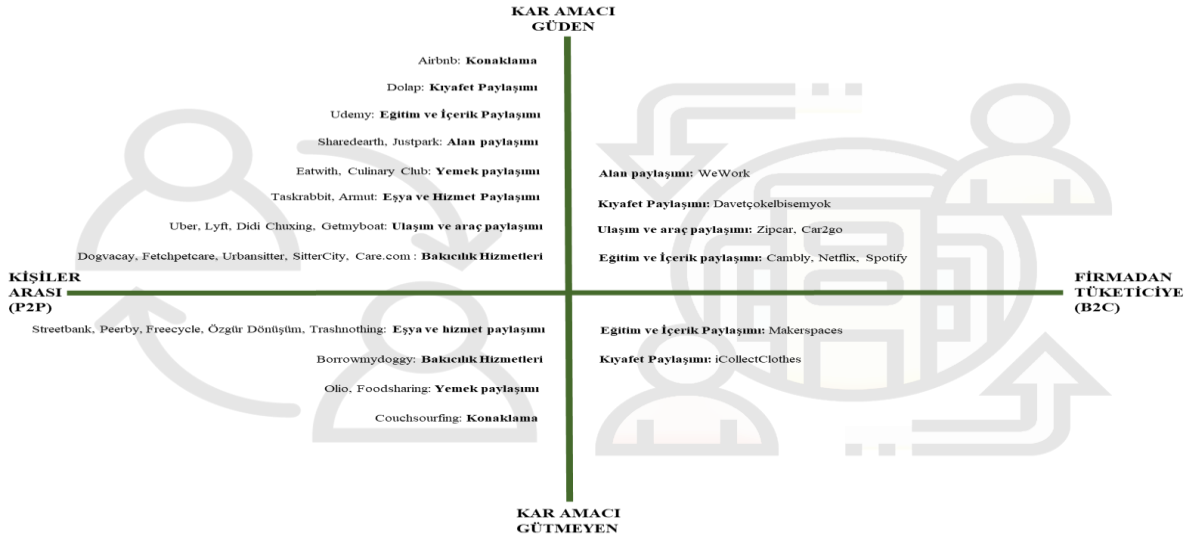 KAR AMACI
GÜDEN
Airbnb: Konaklama
Dolap: Kıyafet Paylaşımı
Udemy: Eğitim ve İçerik Paylaşımı
Sharedearth, Justpark: Alan paylaşımı
Eatwith, Culinary Club: Yemek paylaşımı
Taskrabbit, Armut: Eşya ve Hizmet Paylaşımı
Uber, Lyft, Didi Chuxing, Getmyboat: Ulaşım ve araç paylaşımı
Dogvacay, Fetchpetcare, Urbansitter, SitterCity, Care.com : Bakıcılık Hizmetleri
Alan paylaşımı: WeWork
Kıyafet Paylaşımı: Davetçokelbisemyok
Ulaşım ve araç paylaşımı: Zipcar, Car2go
Eğitim ve İçerik paylaşımı: Cambly, Netflix, Spotify
KİŞİLER
ARASI
(P2P)
FİRMADAN
TÜKETİCİYE
(B2C)
Streetbank, Peerby, Freecycle, Özgür Dönüşüm, Trashnothing: Eşya ve hizmet paylaşımı
Borrowmydoggy: Bakıcılık Hizmetleri
Olio, Foodsharing: Yemek paylaşımı
Couchsourfing: Konaklama
Eğitim ve İçerik Paylaşımı: Makerspaces
Kıyafet Paylaşımı: iCollectClothes
KAR AMACI
GÜTMEYEN